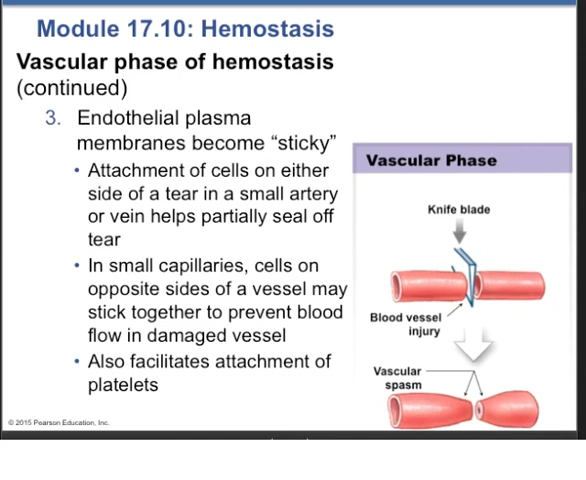 Module 17.10: Hemostasis
Vascular phase of hemostasis
(continued)
3. Endothelial plasma
membranes become “sticky”
• Attachment of cells on either
side of a tear in a small artery
or vein helps partially seal off
tear
• In small capillaries, cells on
opposite sides of a vessel may
stick together to prevent blood
flow in damaged vessel
• Also facilitates attachment of
platelets
Vascular Phase
Knife blade
Blood vessel
injury
Vascular
spasm
© 2015 Pearson Education, Inc.